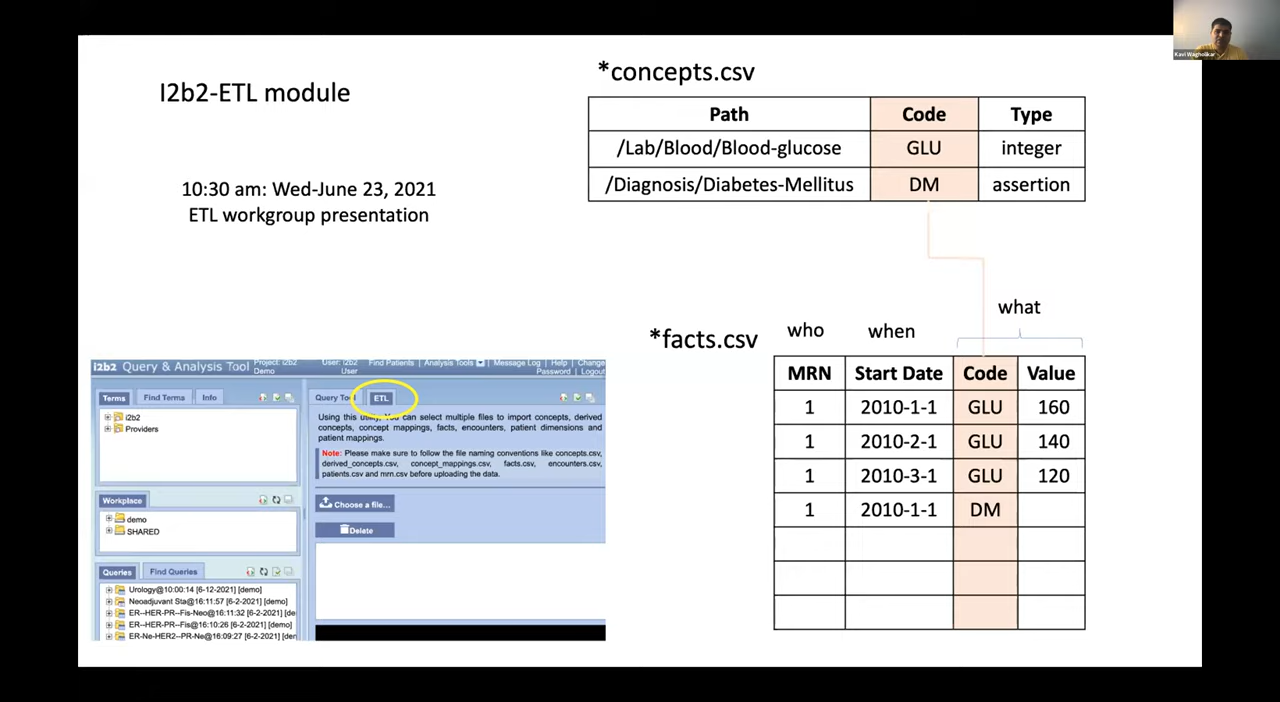 I2b2-ETL module
10:30 am: Wed-June 23, 2021
ETL workgroup presentation
*concepts.csv
Path Code Type
/Lab/Blood/Blood-glucose GLU integer
/Diagnosis/Diabetes-Mellitus DM assertion
*facts.csv
who when what
MRN Start Date Code Value
1 2010-1-1 GLU 160
1 2010-2-1 GLU 140
1 2010-3-1 GLU 120
1 2010-1-1 DM
i2b2 Query & Analysis Tool
Project: i2b2 Demo
User: i2b2 User
Find Patients | Analysis Tools | Message Log | Help | Change Password | Logout
Terms Find Terms Info
i2b2
Providers
Workplace
demo
SHARED
Queries Find Queries
Urology@10:00:14 [6-12-2021] [demo]
Neoadjuvant Sta@16:11:57 [6-2-2021] [demo]
ER--HER-PR--Fis-Neo@16:11:32 [6-2-2021] [de
ER--HER-PR--Fis@16:10:26 [6-2-2021] [demo]
ER-Ne-HER2--PR-Ne@16:09:27 [6-2-2021] [de
Query Tool ETL
Using this utility, You can select multiple files to import concepts, derived
concepts, concept mappings, facts, encounters, patient dimensions and
patient mappings.
Note: Please make sure to follow the file naming conventions like concepts.csv,
derived_concepts.csv, concept_mappings.csv, facts.csv, encounters.csv,
patients.csv and mrn.csv before uploading the data.
Choose a file...
Delete
Kavi Wagholikar